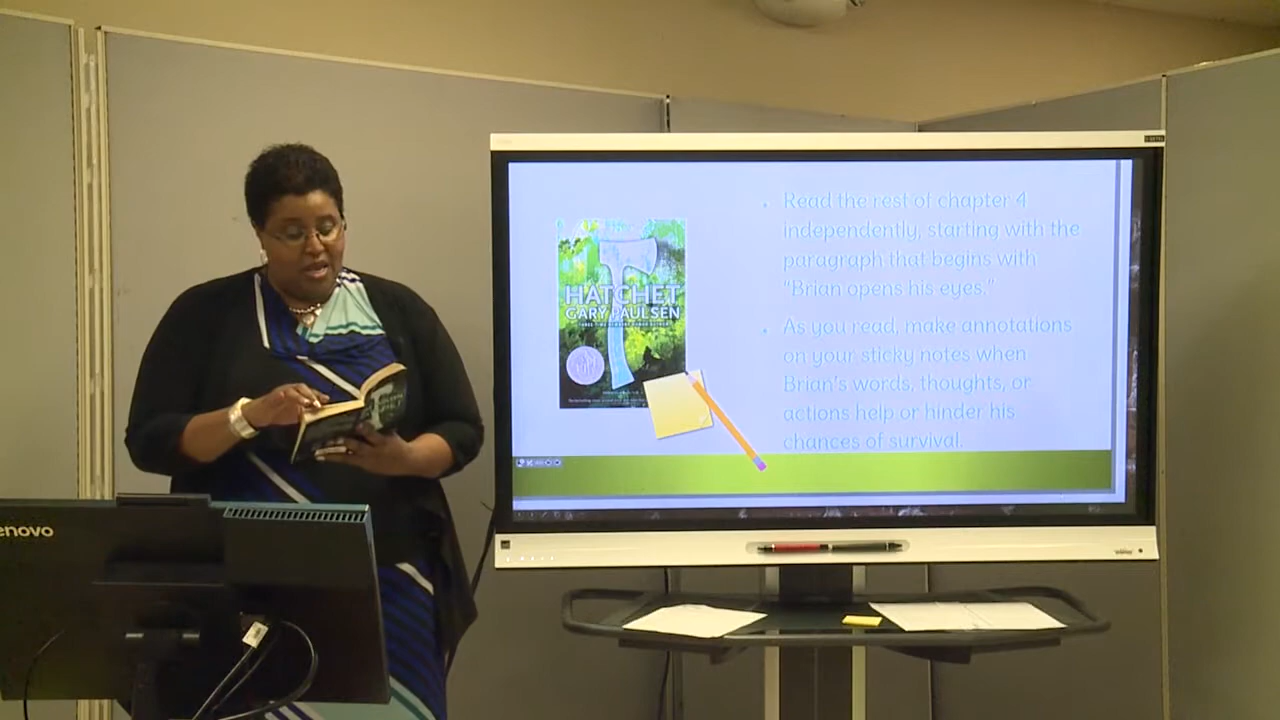 Read the rest of chapter 4
independently, starting with the
paragraph that begins with
"Brian opens his eyes."
As you read, make annotations
on your sticky notes when
Brian's words, thoughts, or
actions help or hinder his
chances of survival.
HATCHET
GARY PAULSEN
enovo